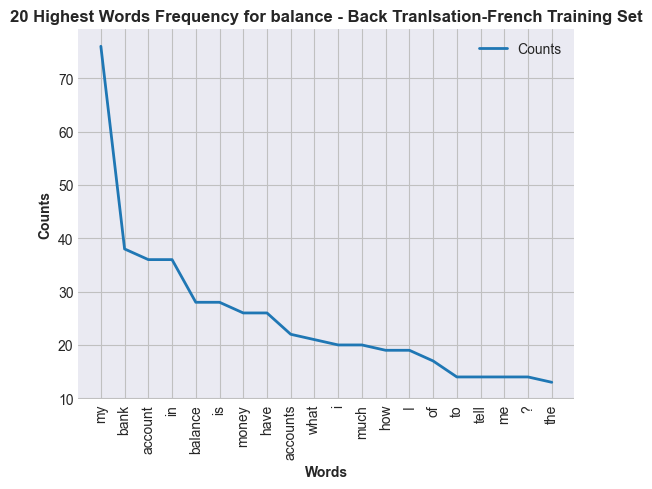 20 Highest Words Frequency for balance - Back Tranlsation-French Training Set
Counts
70
60
50
40
30
20
10
Counts
my
bank
account
in
balance
is
money
have
accounts
what
i
much
how
I
of
to
tell
me
?
the
Words